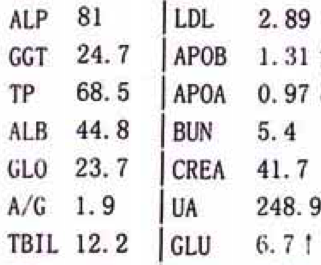 ALP 81 | LDL 2.89
GGT 24.7 | APOB 1.31
TP 68.5 | APOA 0.97
ALB 44.8 | BUN 5.4
GLO 23.7 | CREA 41.7
A/G 1.9 | UA 248.9
TBIL 12.2 | GLU 6.7 ↑